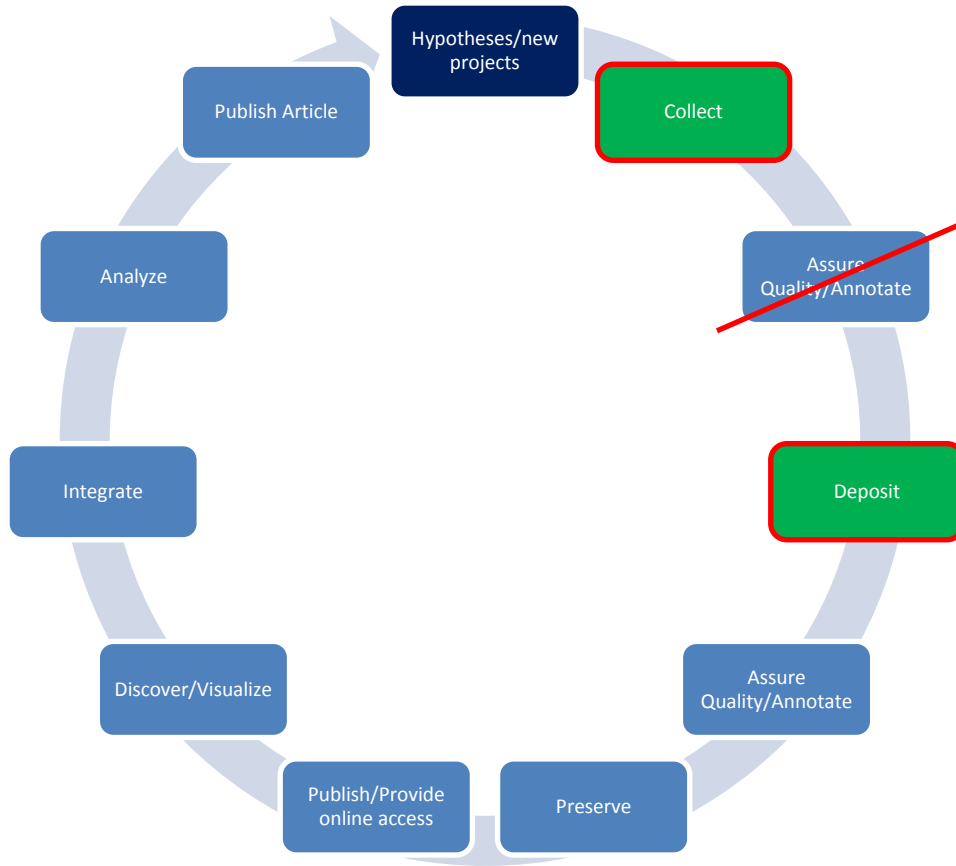 Hypotheses/new
projects
Collect
Assure
Quality/Annotate
Deposit
Assure
Quality/Annotate
Preserve
Publish/Provide
online access
Discover/Visualize
Integrate
Analyze
Publish Article